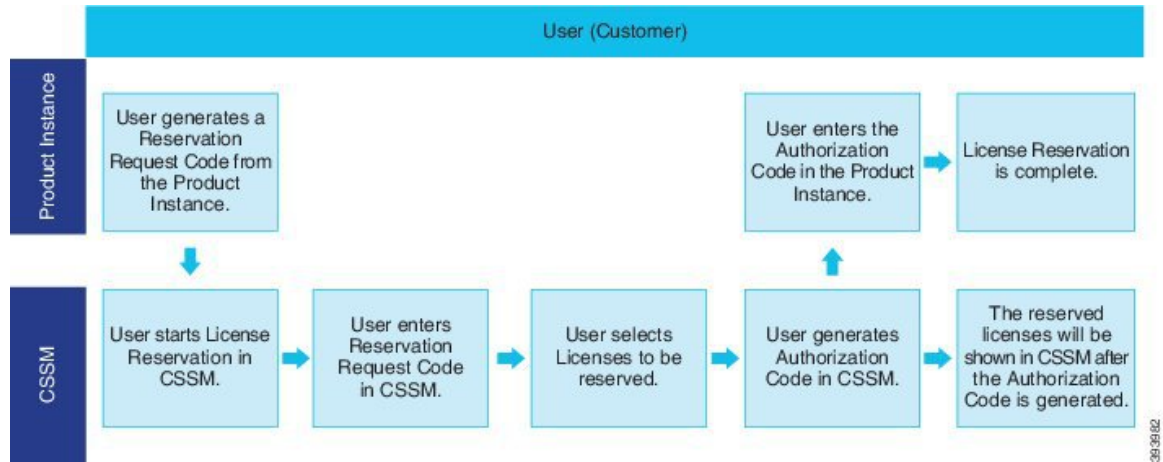 User (Customer)
Product Instance
User generates a
Reservation
Request Code from
the Product
Instance.
User enters the
Authorization
Code in the Product
Instance.
License Reservation
is complete.
CSSM
User starts License
Reservation in
CSSM.
User enters
Reservation
Request Code
in CSSM.
User selects
Licenses to be
reserved.
User generates
Authorization
Code in CSSM.
The reserved
licenses will be
shown in CSSM after
the Authorization
Code is generated.
393982